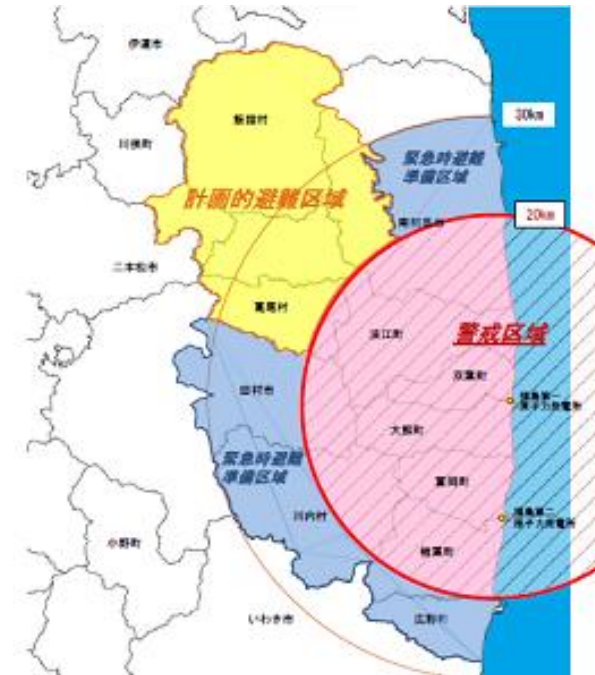 伊達市
飯舘村
30km
川俣町
緊急時避難
準備区域
計画的避難区域
南相馬市
20km
二本松市
葛尾村
浪江町
警戒区域
双葉町
田村市
福島第一
原子力発電所
大熊町
緊急時避難
準備区域
富岡町
川内村
福島第二
原子力発電所
小野町
楢葉町
いわき市
広野町